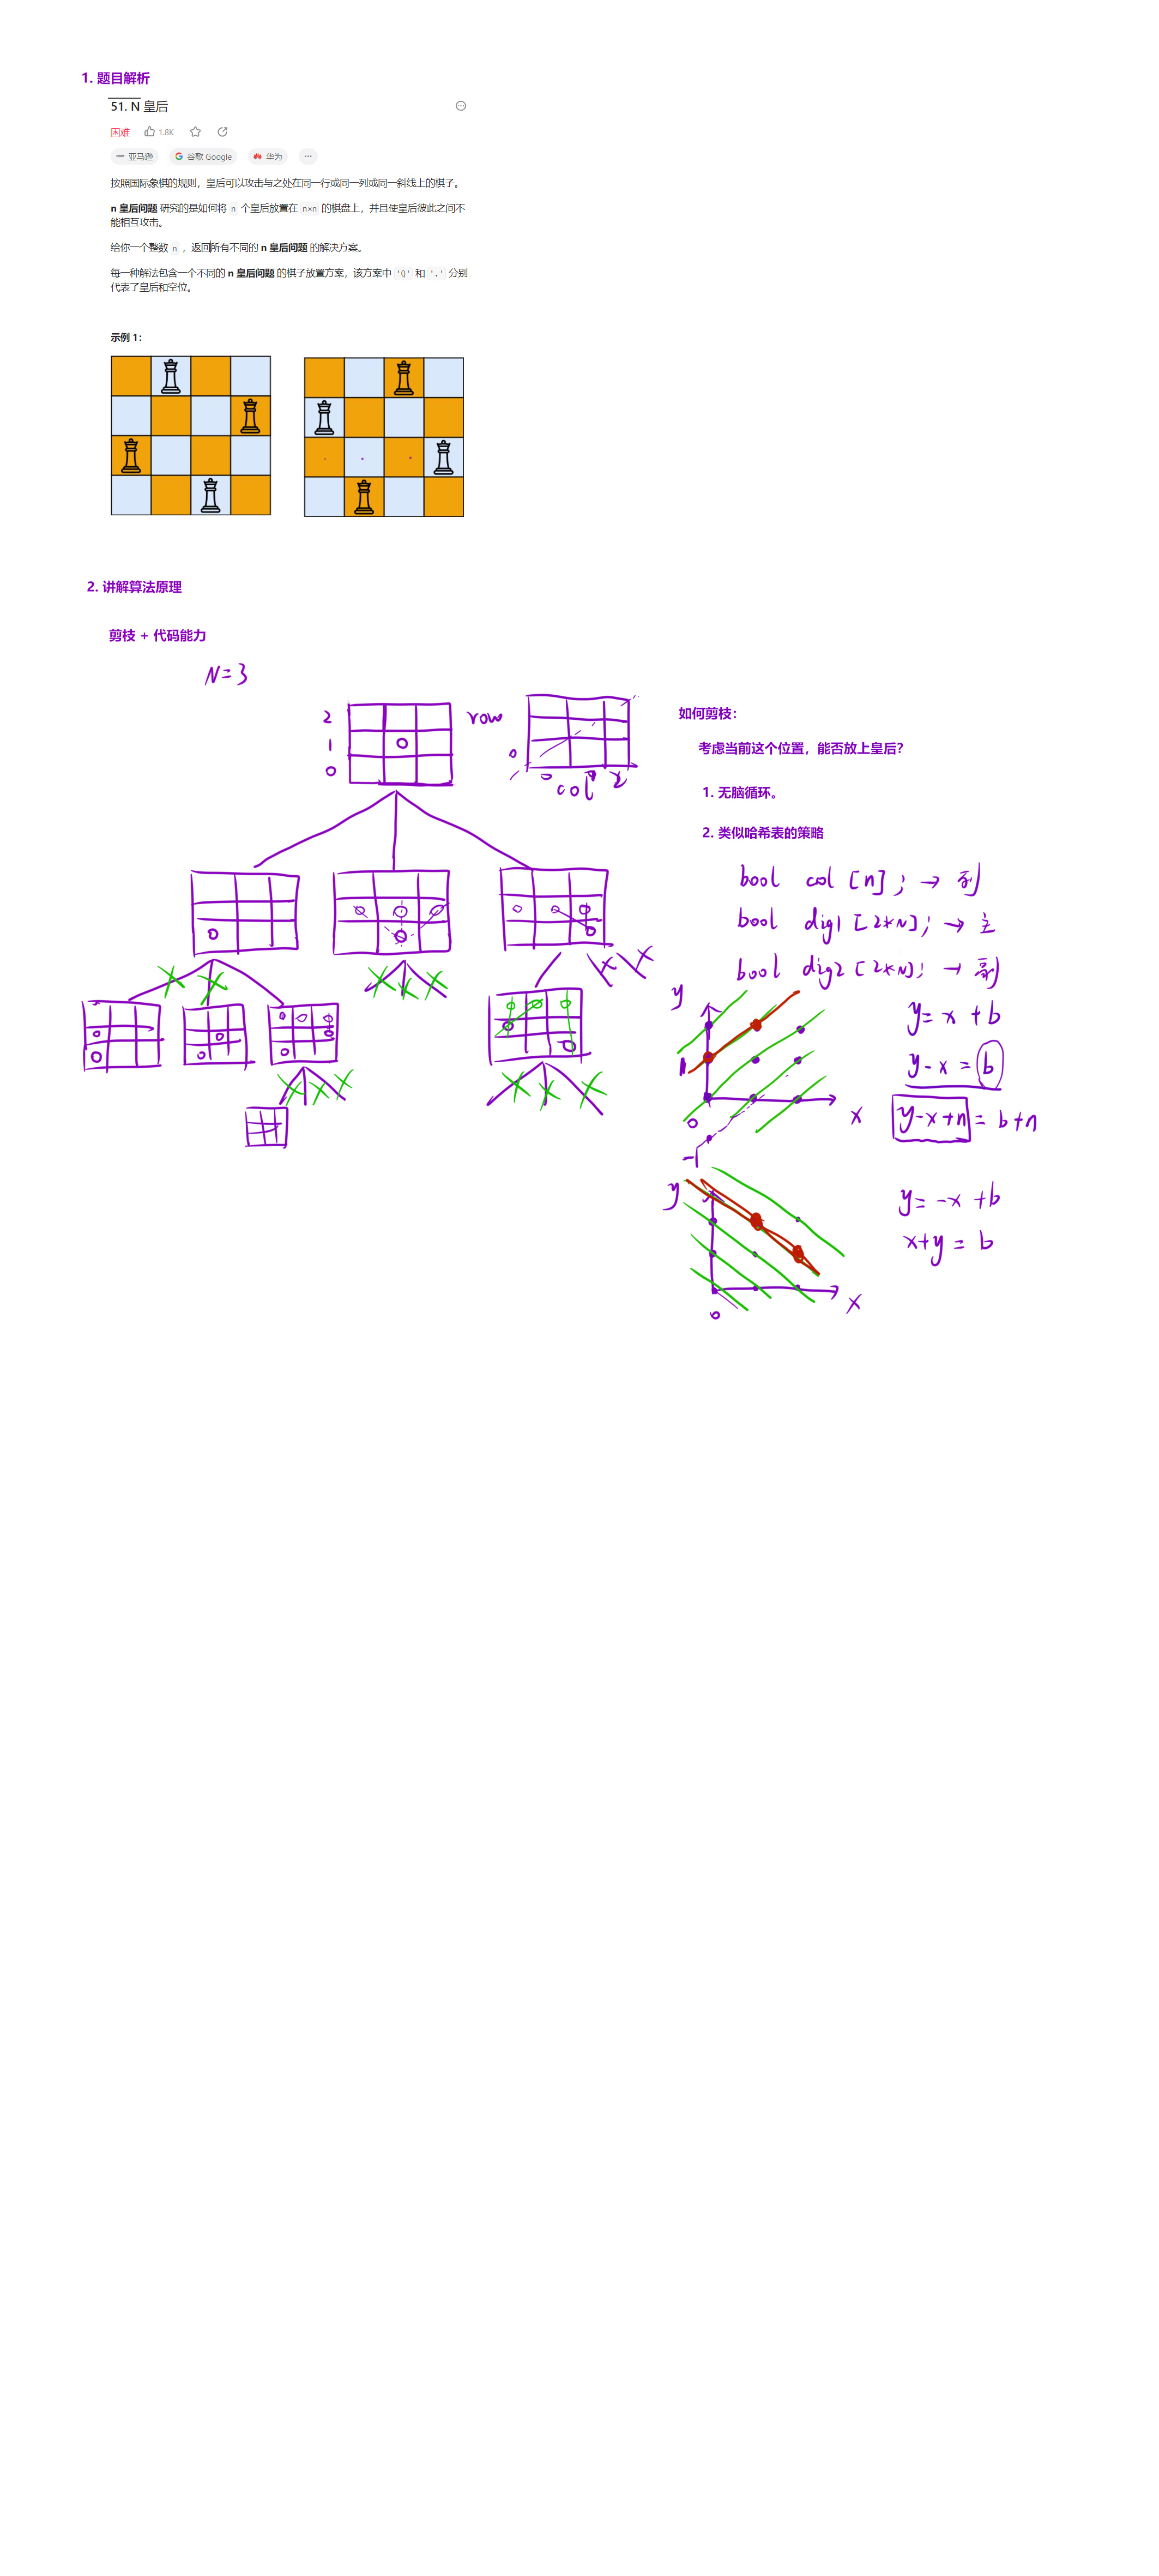 1. 题目解析
51. N 皇后
困难 1.8K
亚马逊 谷歌 Google 华为 ...
按照国际象棋的规则，皇后可以攻击与之处在同一行或同一列或同一斜线上的棋子。
n 皇后问题 研究的是如何将 n 个皇后放置在 n×n 的棋盘上，并且使皇后彼此之间不
能相互攻击。
给你一个整数 n ，返回所有不同的 n 皇后问题 的解决方案。
每一种解法包含一个不同的 n 皇后问题 的棋子放置方案，该方案中 'Q' 和 '.' 分别
代表了皇后和空位。
示例 1：
2. 讲解算法原理
剪枝 + 代码能力
N=3
2
1
0
row
0
0 2
col
如何剪枝：
考虑当前这个位置，能否放上皇后？
1. 无脑循环。
2. 类似哈希表的策略
bool col [n] ; → 列
bool dig1 [2*N] ; → 主
bool dig2 [2*N] ; → 副
y
1
0
-1
x
y = x + b
y - x = b
y-x+n = b+n
y
0
x
y = -x + b
x+y = b